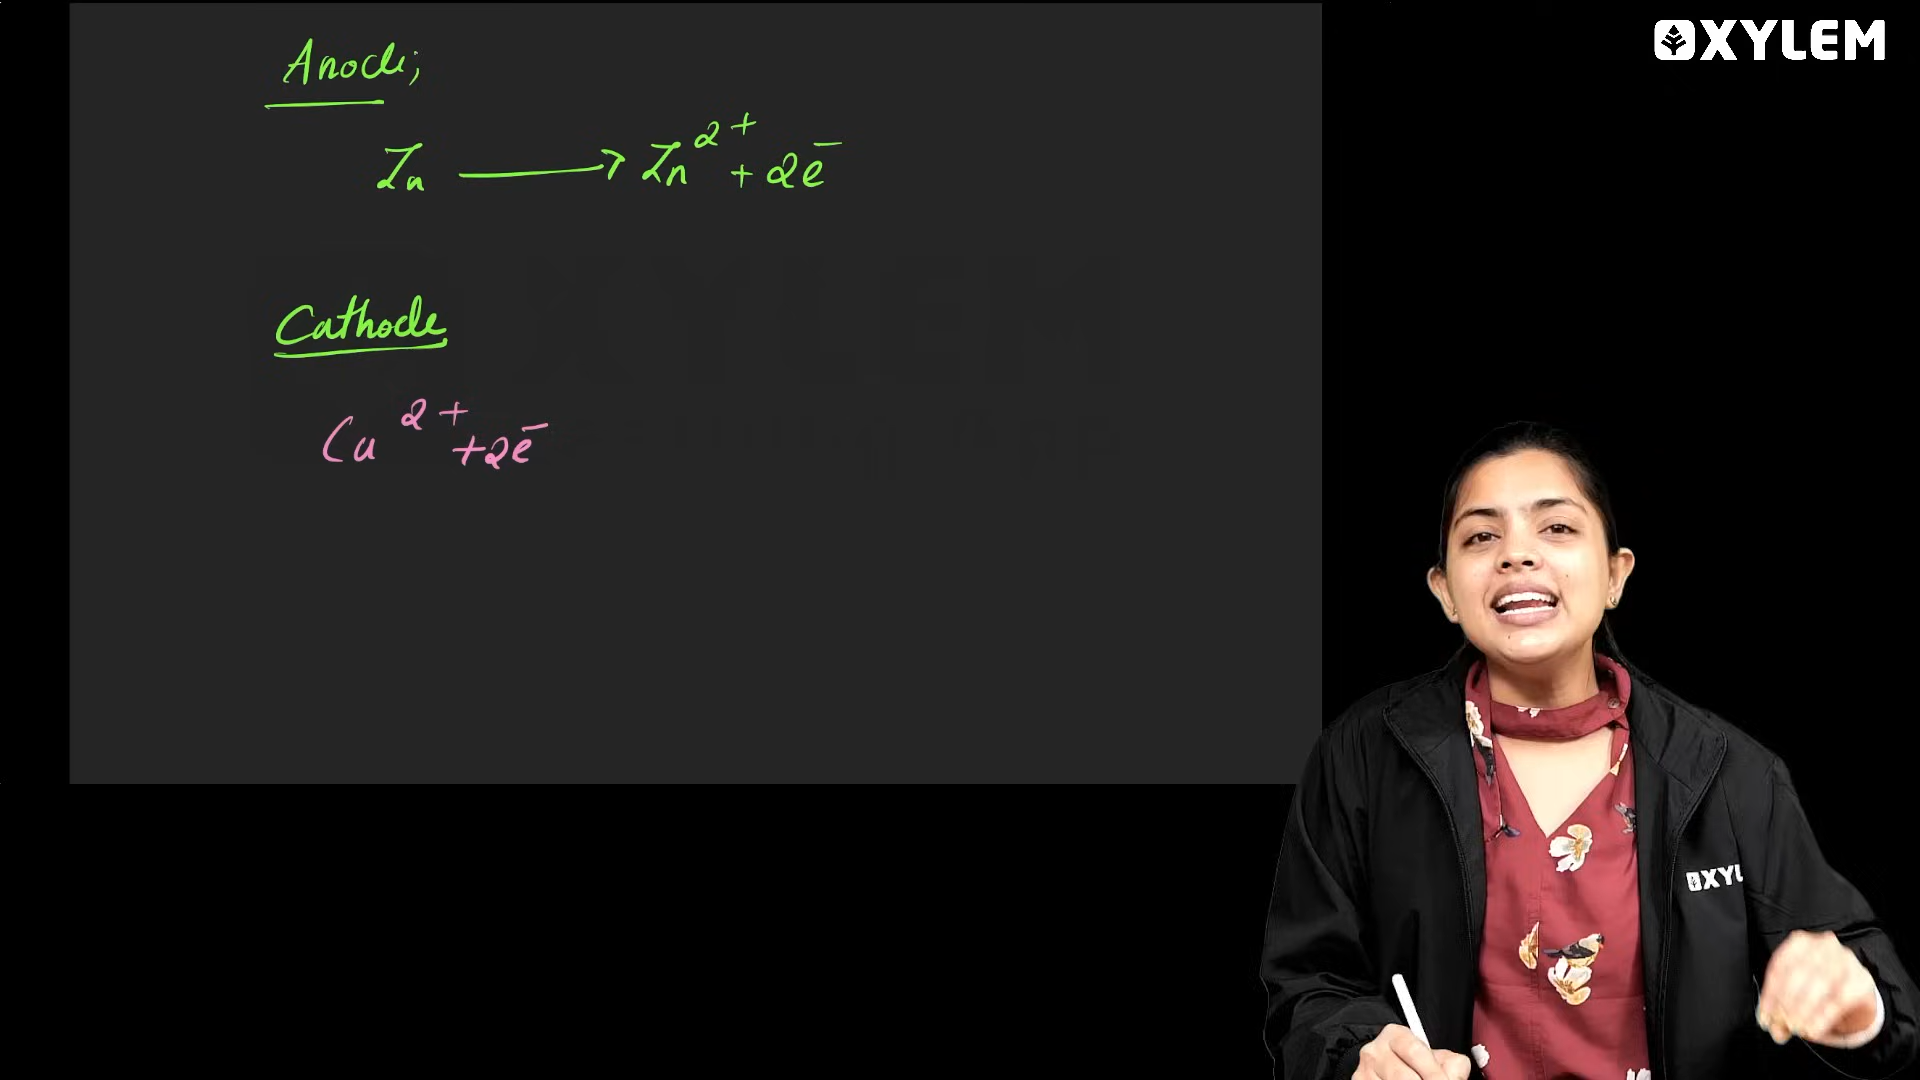 XYLEM
Anode;
Zn ⟶ Zn²⁺ + 2e⁻
Cathode
Cu²⁺ + 2e⁻
XYL